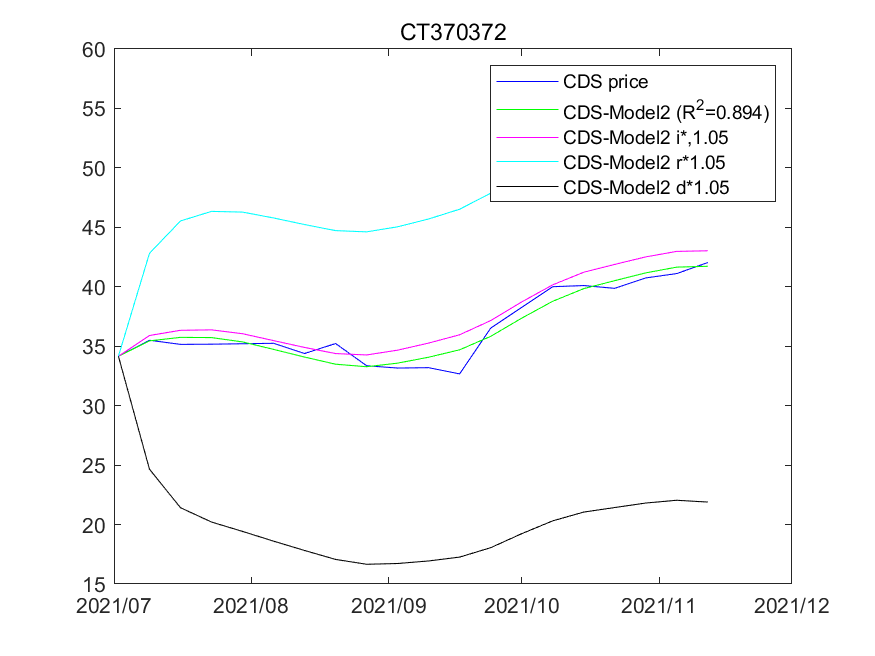 CT370372
60
55
50
45
40
35
30
25
20
15
CDS price
CDS-Model2 (R²=0.894)
CDS-Model2 i*,1.05
CDS-Model2 r*1.05
CDS-Model2 d*1.05
2021/07 2021/08 2021/09 2021/10 2021/11 2021/12